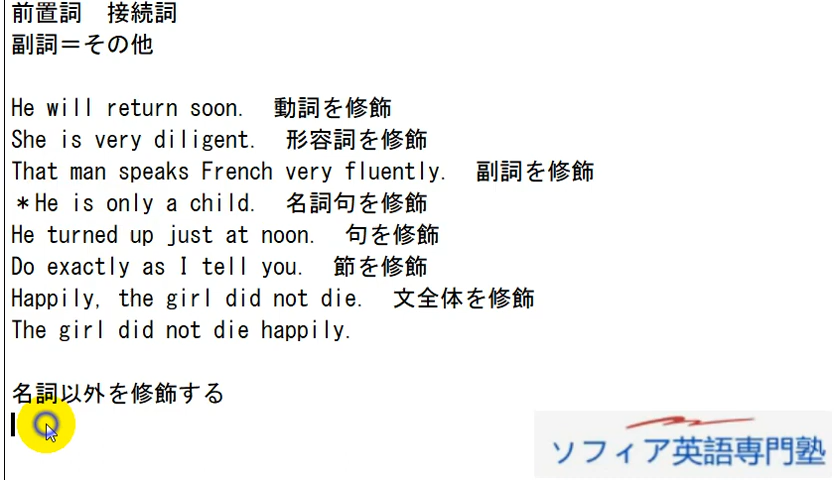 前置詞　接続詞
副詞＝その他
He will return soon.　動詞を修飾
She is very diligent.　形容詞を修飾
That man speaks French very fluently.　副詞を修飾
＊He is only a child.　名詞句を修飾
He turned up just at noon.　句を修飾
Do exactly as I tell you.　節を修飾
Happily, the girl did not die.　文全体を修飾
The girl did not die happily.
名詞以外を修飾する
ソフィア英語専門塾